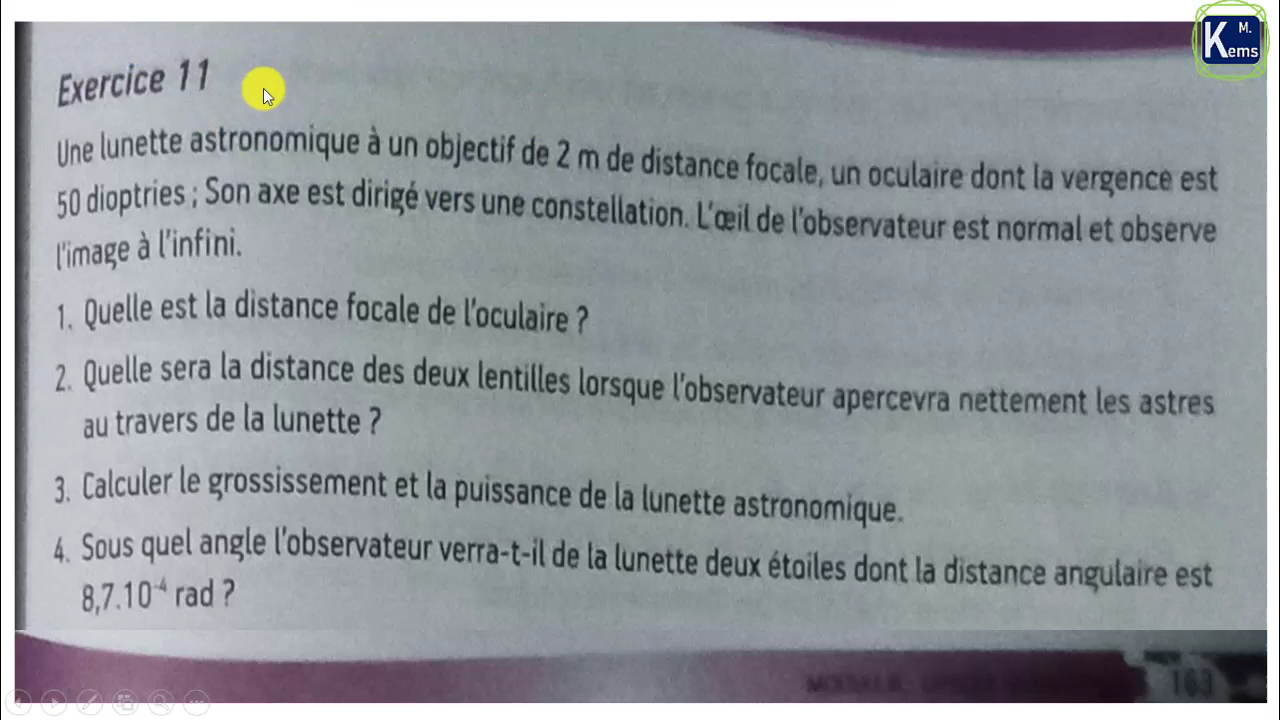 K M. ems
Exercice 11
Une lunette astronomique à un objectif de 2 m de distance focale, un oculaire dont la vergence est
50 dioptries ; Son axe est dirigé vers une constellation. L'œil de l'observateur est normal et observe
l'image à l'infini.
1. Quelle est la distance focale de l'oculaire ?
2. Quelle sera la distance des deux lentilles lorsque l'observateur apercevra nettement les astres
au travers de la lunette ?
3. Calculer le grossissement et la puissance de la lunette astronomique.
4. Sous quel angle l'observateur verra-t-il de la lunette deux étoiles dont la distance angulaire est
8,7.10⁻⁴ rad ?
163